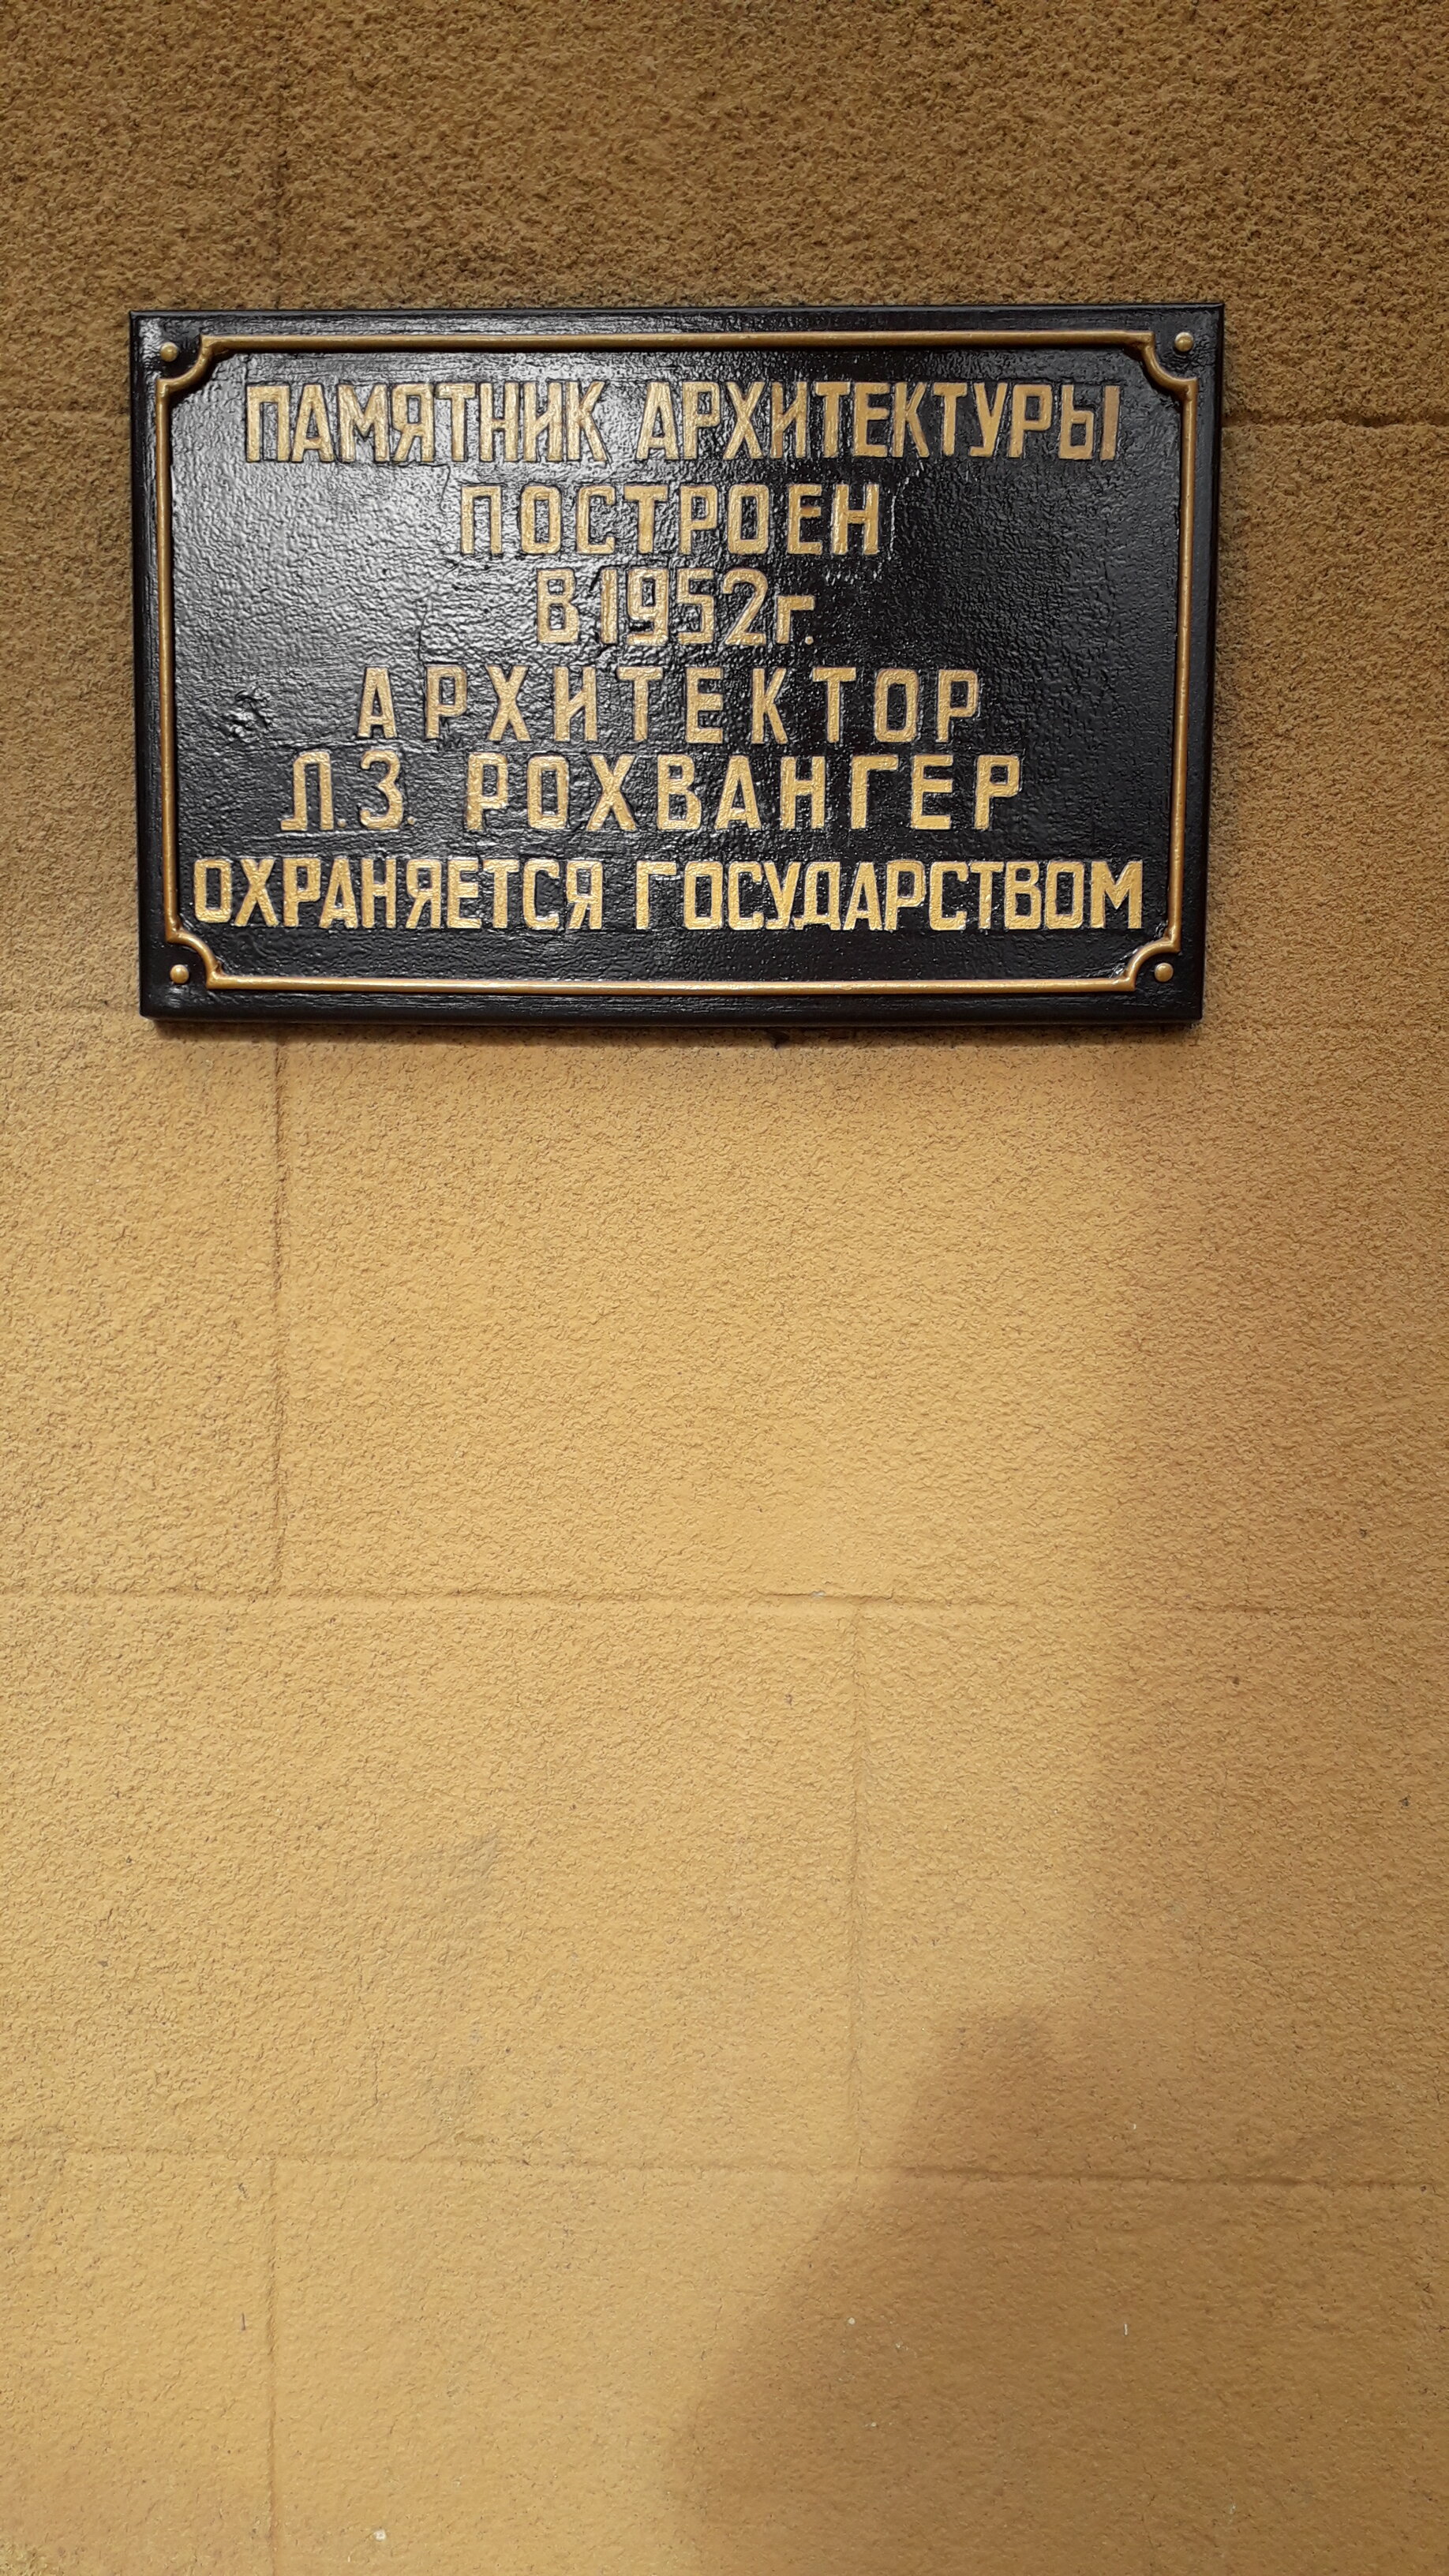 ПАМЯТНИК АРХИТЕКТУРЫ
ПОСТРОЕН
В 1952 г.
АРХИТЕКТОР
Л.З. РОХВАНГЕР
ОХРАНЯЕТСЯ ГОСУДАРСТВОМ